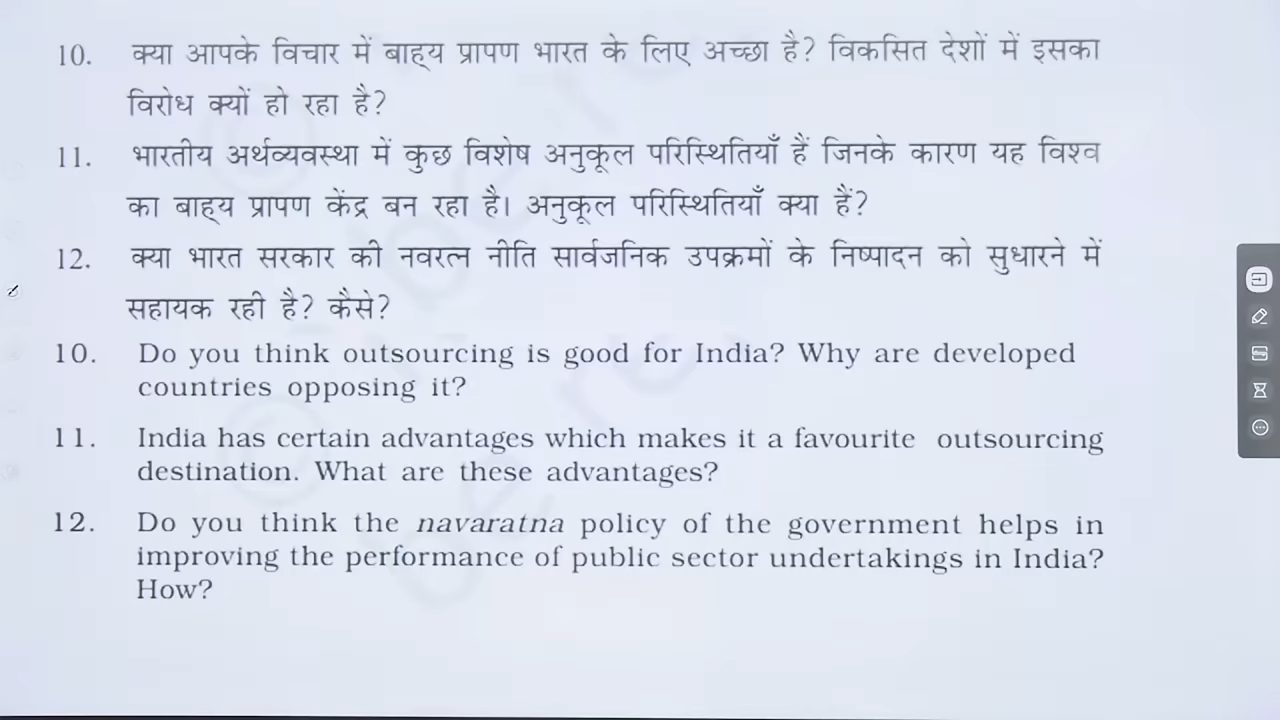 10. क्या आपके विचार में बाह्य प्रापण भारत के लिए अच्छा है? विकसित देशों में इसका
विरोध क्यों हो रहा है?
11. भारतीय अर्थव्यवस्था में कुछ विशेष अनुकूल परिस्थितियाँ हैं जिनके कारण यह विश्व
का बाह्य प्रापण केंद्र बन रहा है। अनुकूल परिस्थितियाँ क्या हैं?
12. क्या भारत सरकार की नवरत्न नीति सार्वजनिक उपक्रमों के निष्पादन को सुधारने में
सहायक रही है? कैसे?
10. Do you think outsourcing is good for India? Why are developed
countries opposing it?
11. India has certain advantages which makes it a favourite outsourcing
destination. What are these advantages?
12. Do you think the navaratna policy of the government helps in
improving the performance of public sector undertakings in India?
How?